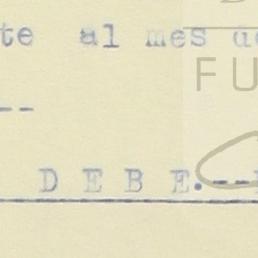 te al mes de
--
D E B E.--
FU